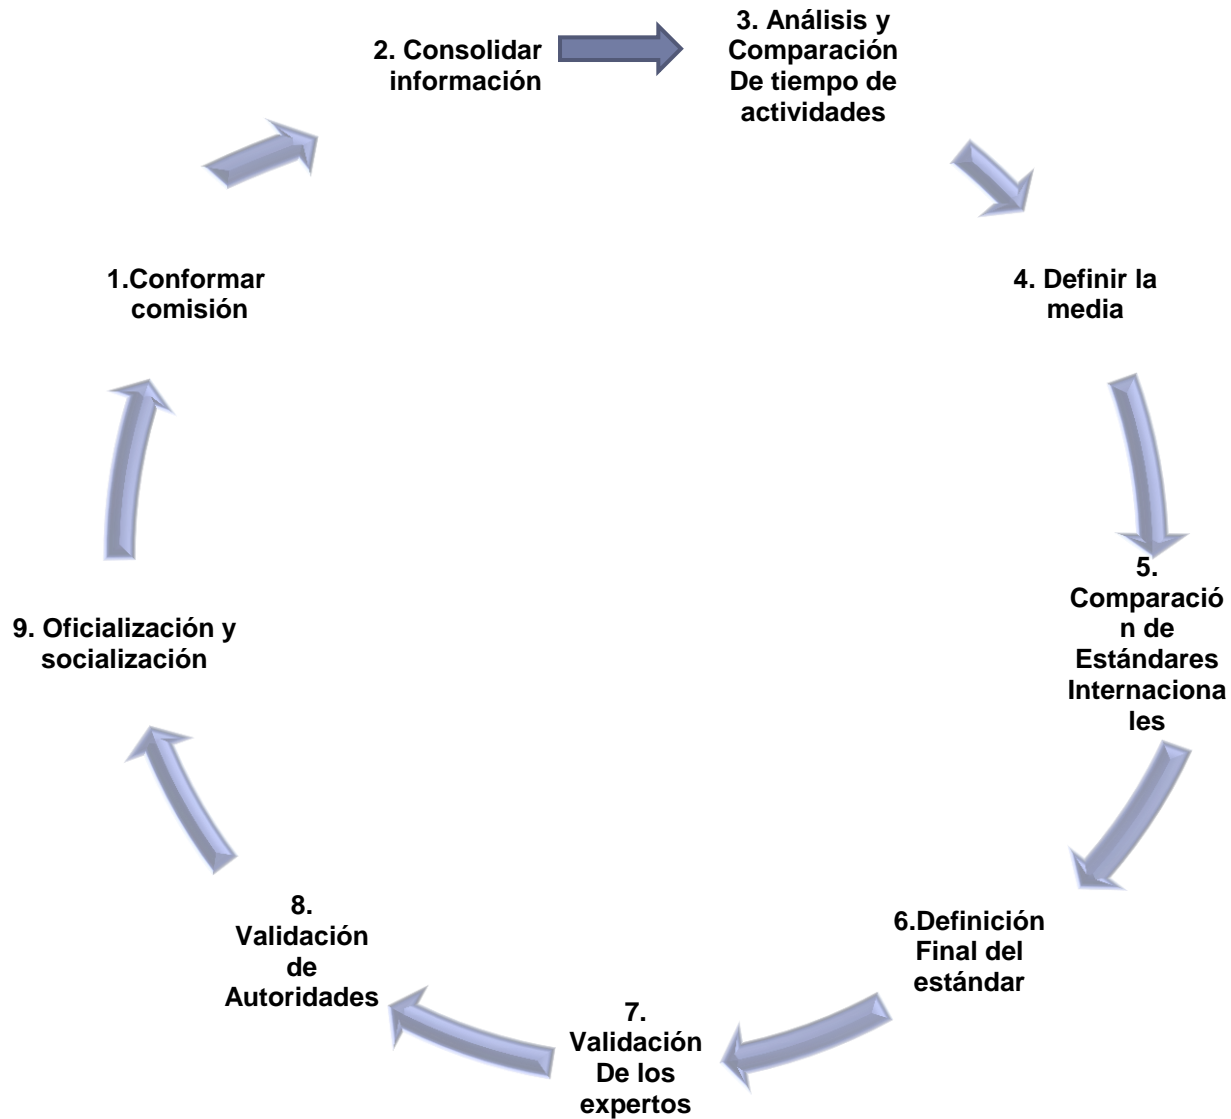 1.Conformar
comisión
2. Consolidar
información
3. Análisis y
Comparación
De tiempo de
actividades
4. Definir la
media
5.
Comparació
n de
Estándares
Internaciona
les
6.Definición
Final del
estándar
7.
Validación
De los
expertos
8.
Validación
de
Autoridades
9. Oficialización y
socialización